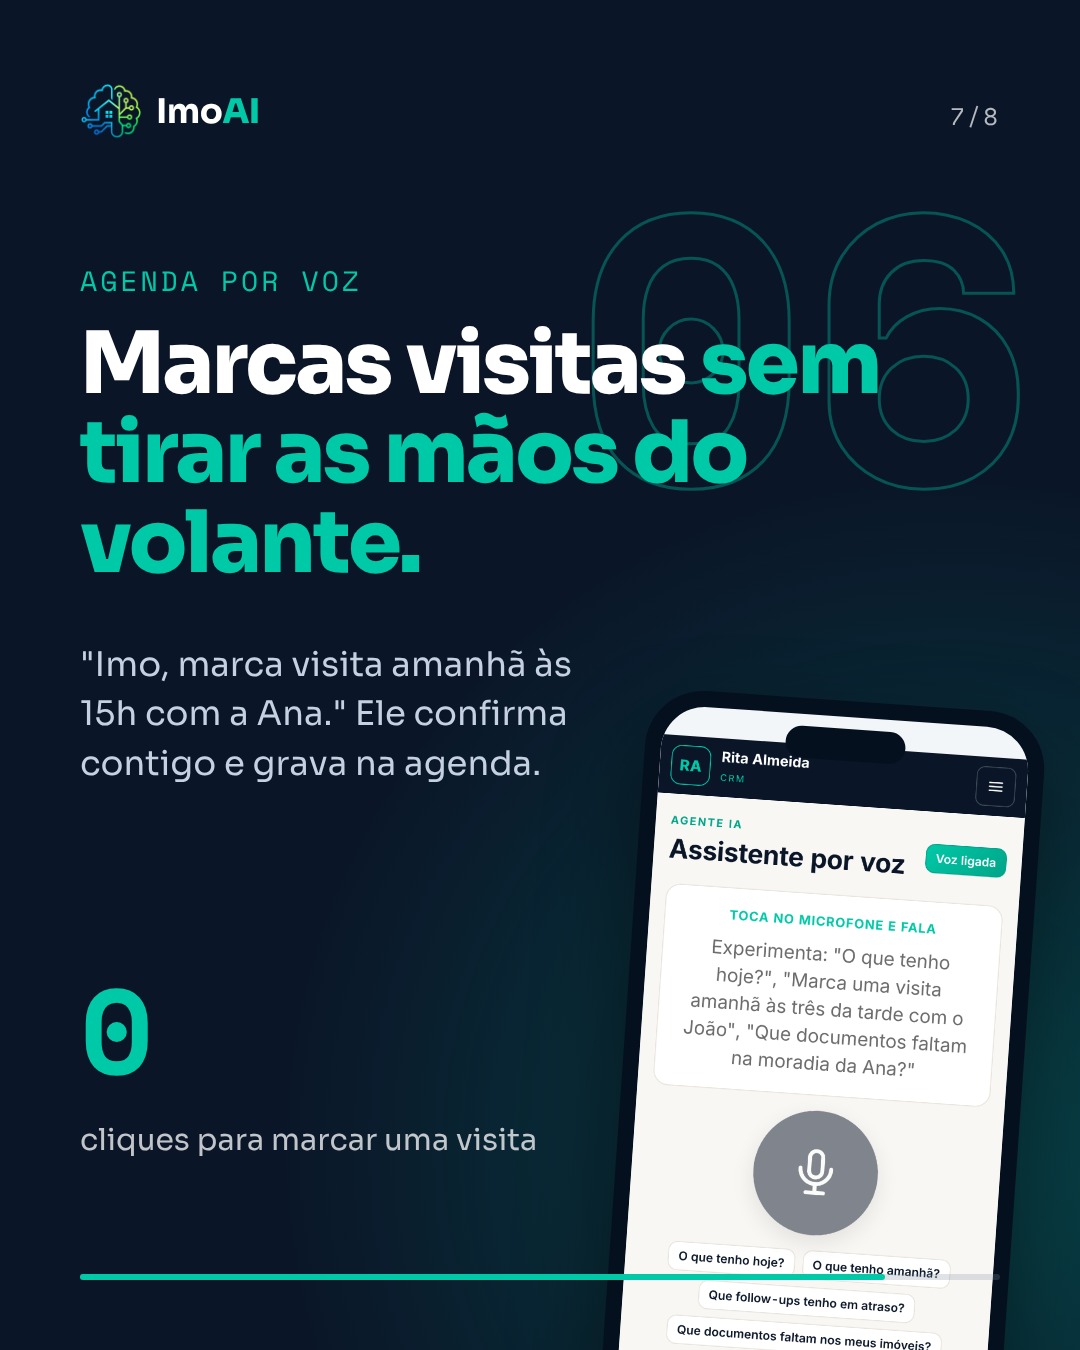 ImoAI
7 / 8
06
AGENDA POR VOZ
Marcas visitas sem
tirar as mãos do
volante.
"Imo, marca visita amanhã às
15h com a Ana." Ele confirma
contigo e grava na agenda.
0
cliques para marcar uma visita
RA
Rita Almeida
CRM
AGENTE IA
Assistente por voz
Voz ligada
TOCA NO MICROFONE E FALA
Experimenta: "O que tenho
hoje?", "Marca uma visita
amanhã às três da tarde com o
João", "Que documentos faltam
na moradia da Ana?"
O que tenho hoje?
O que tenho amanhã?
Que follow-ups tenho em atraso?
Que documentos faltam nos meus imóveis?